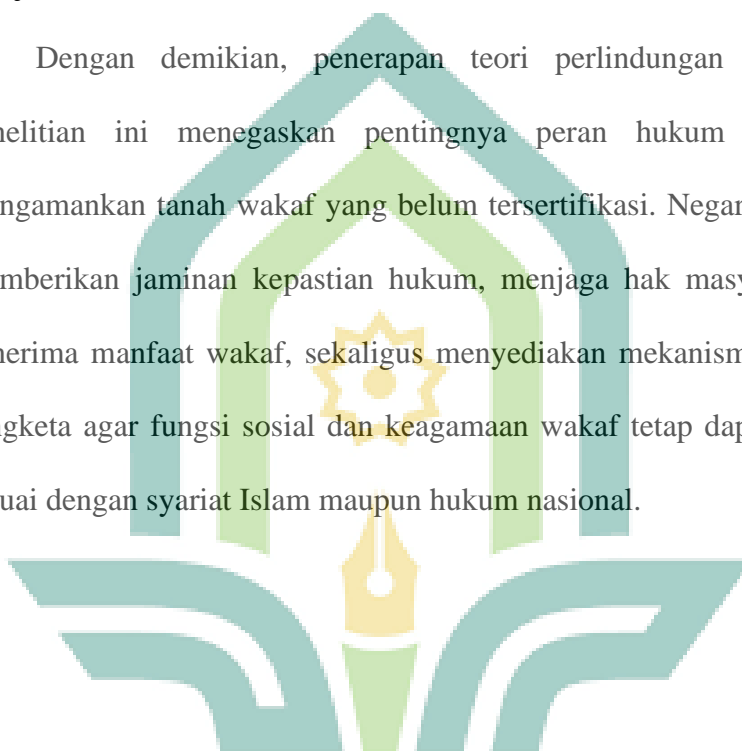 Dengan demikian, penerapan teori perlindungan
nelitian ini menegaskan pentingnya peran hukum
ngamankan tanah wakaf yang belum tersertifikasi. Negar
mberikan jaminan kepastian hukum, menjaga hak masy
nerima manfaat wakaf, sekaligus menyediakan mekanism
ngketa agar fungsi sosial dan keagamaan wakaf tetap dap
uai dengan syariat Islam maupun hukum nasional.